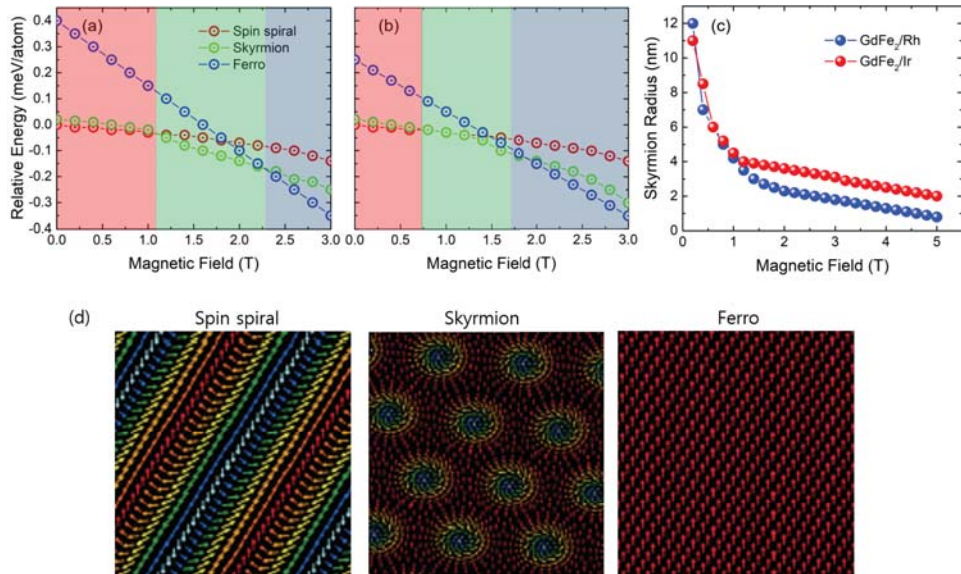 (a)
Spin spiral
Skyrmion
Ferro
Relative Energy (meV/atom)
0.4
0.3
0.2
0.1
0.0
-0.1
-0.2
-0.3
-0.4
0.0 0.5 1.0 1.5 2.0 2.5 3.0
Magnetic Field (T)
(b)
0.0 0.5 1.0 1.5 2.0 2.5 3.0
Magnetic Field (T)
(c)
GdFe₂/Rh
GdFe₂/Ir
Skyrmion Radius (nm)
12
10
8
6
4
2
0
0 1 2 3 4 5
Magnetic Field (T)
(d)
Spin spiral
Skyrmion
Ferro